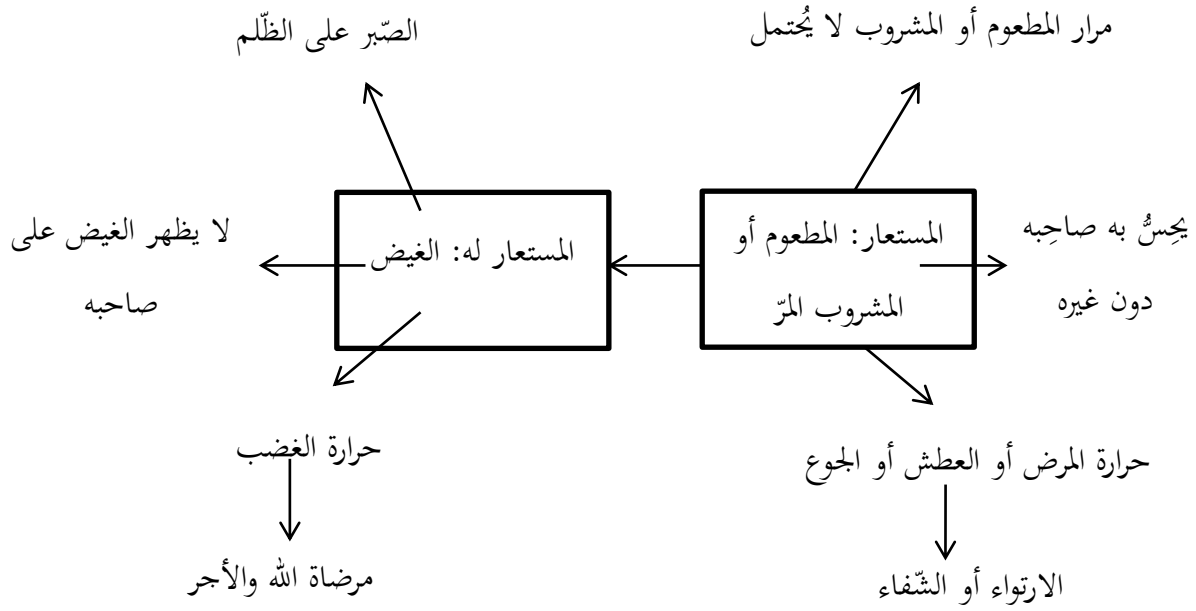 مرار المطعوم أو المشروب لا يُحتمل
الصّبر على الظّلم
يحِسُّ به صاحِبه
دون غيره
المستعار: المطعوم أو
المشروب المرّ
المستعار له: الغيض
لا يظهر الغيض على
صاحبه
حرارة المرض أو العطش أو الجوع
حرارة الغضب
الارتواء أو الشّفاء
مرضاة الله والأجر